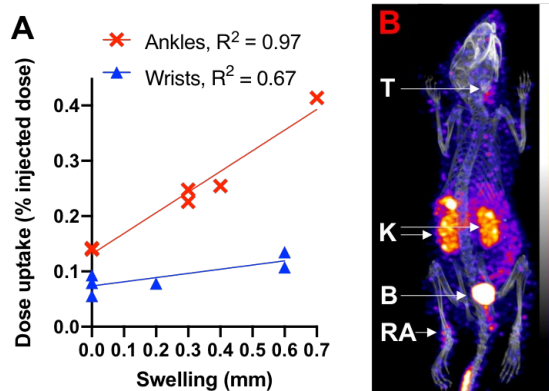 A
Ankles, R² = 0.97
Wrists, R² = 0.67
Dose uptake (% injected dose)
0.4
0.3
0.2
0.1
0.0
0.0 0.1 0.2 0.3 0.4 0.5 0.6 0.7
Swelling (mm)
B
T
K
B
RA